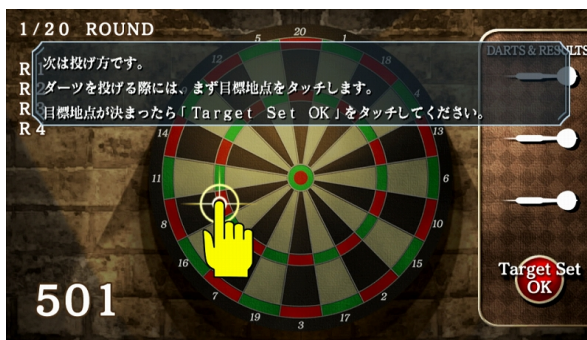 1/20 ROUND
DARTS & RESULTS
次は投げ方です。
ダーツを投げる際には、まず目標地点をタッチします。
目標地点が決まったら「Target Set OK」をタッチしてください。
R 1
R 2
R 3
R 4
5
20
1
12
18
14
13
11
6
8
10
16
15
7
2
19
3
17
501
Target Set
OK